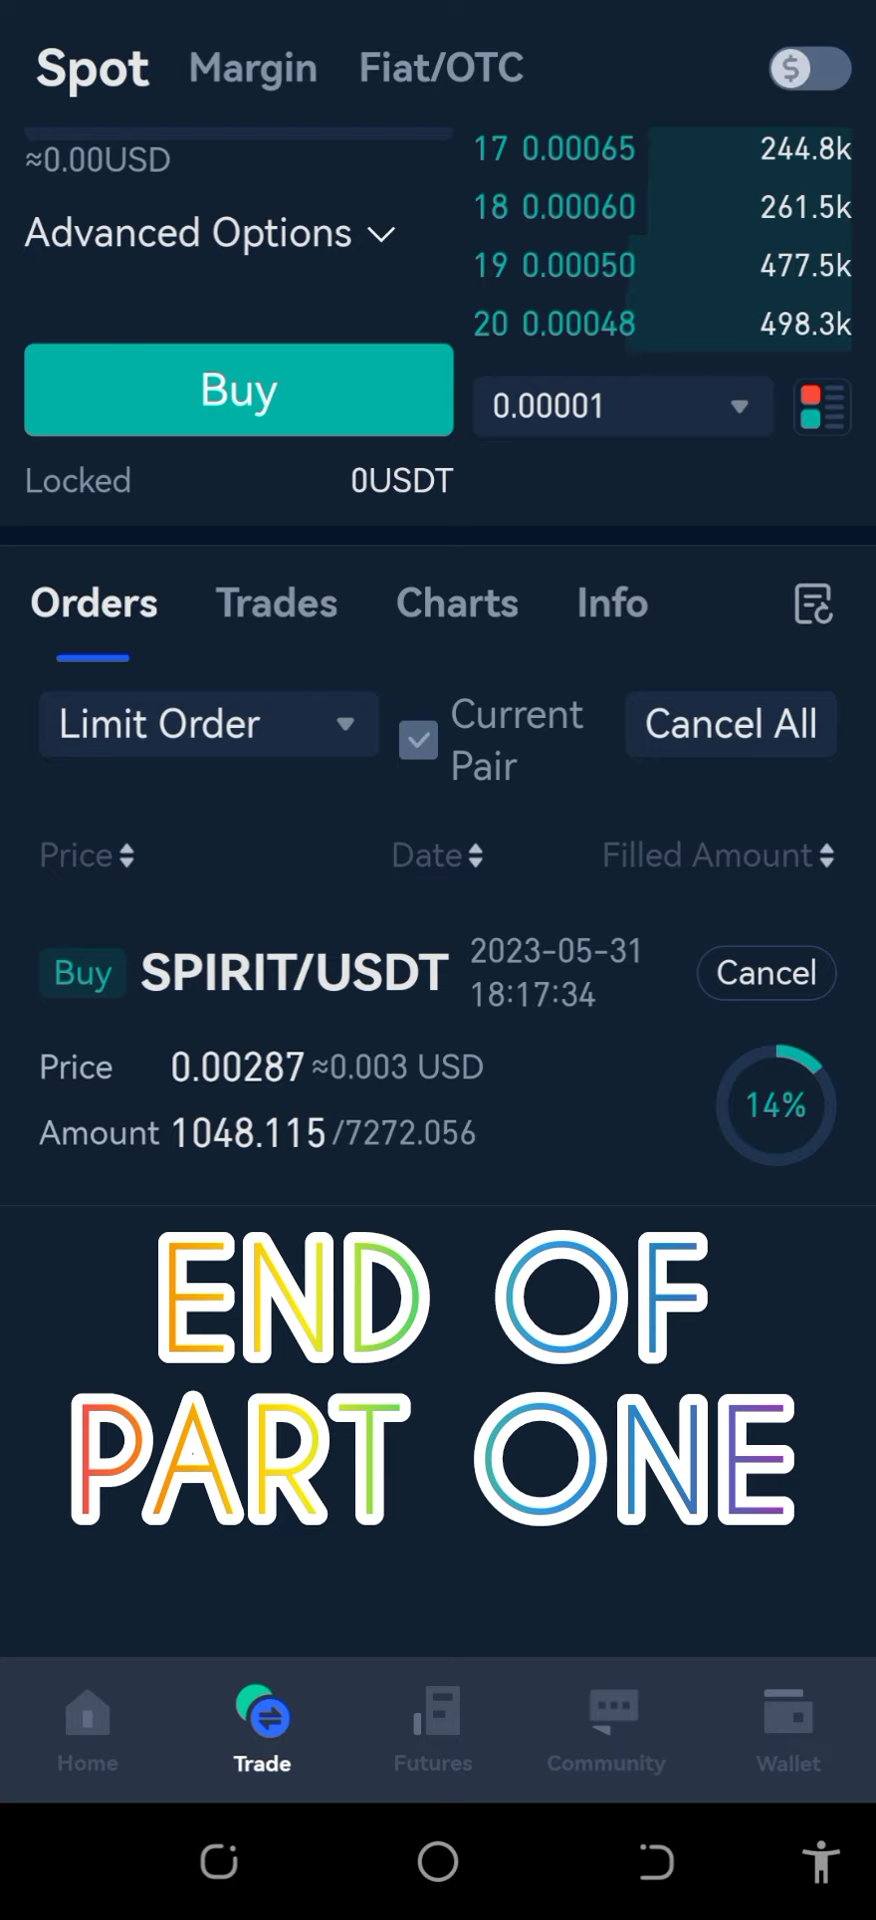 Spot Margin Fiat/OTC
≈0.00USD
Advanced Options
Buy
Locked 0USDT
17 0.00065 244.8k
18 0.00060 261.5k
19 0.00050 477.5k
20 0.00048 498.3k
0.00001
Orders Trades Charts Info
Limit Order
Current
Pair
Cancel All
Price Date Filled Amount
Buy SPIRIT/USDT
2023-05-31
18:17:34
Cancel
Price 0.00287 ≈0.003 USD
Amount 1048.115 /7272.056
14%
END OF
PART ONE
Home Trade Futures Community Wallet